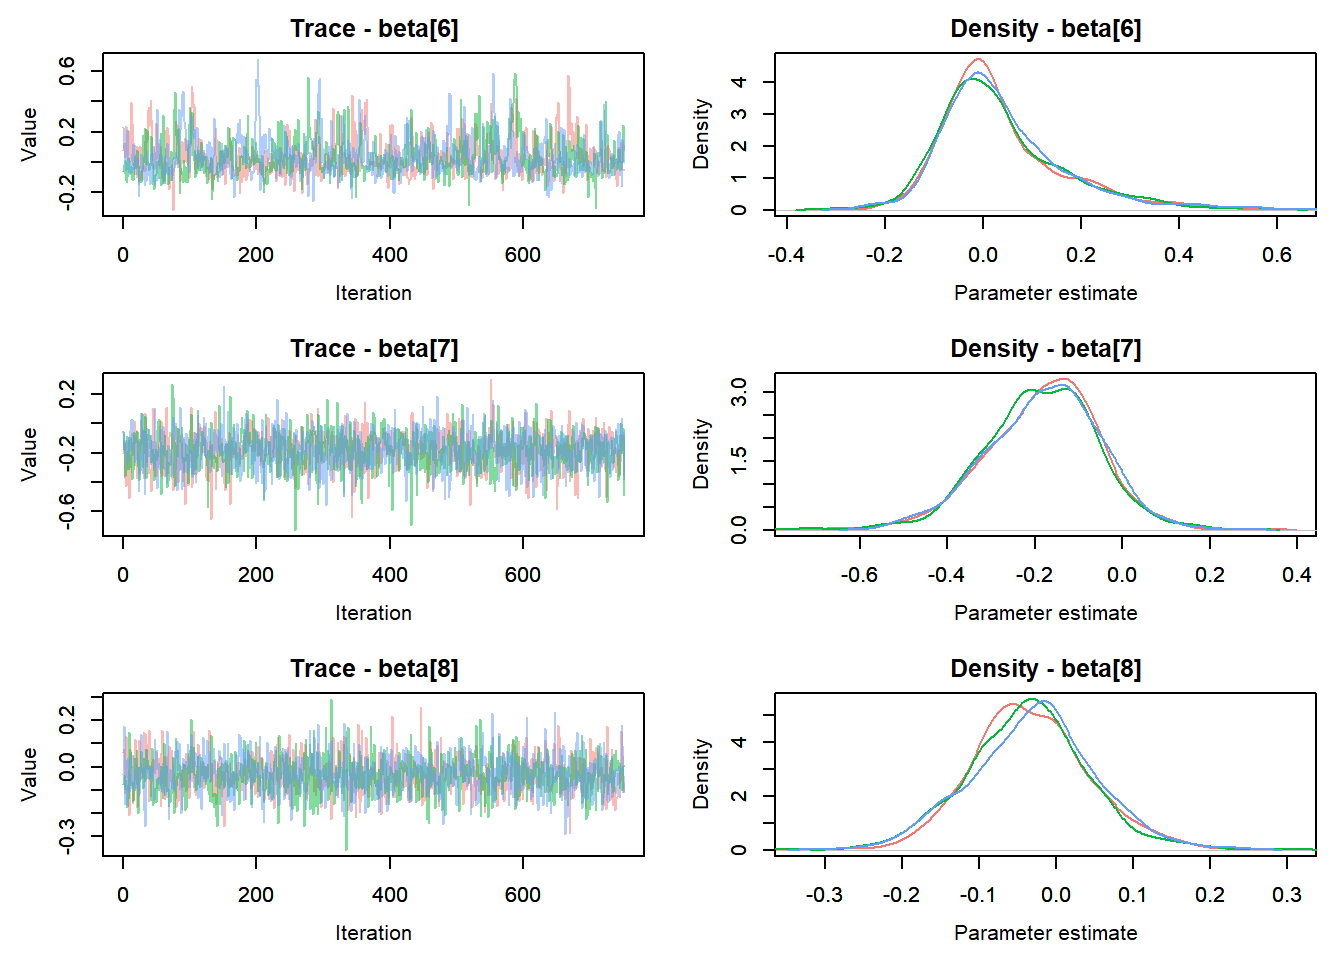 Trace - beta[6]
Value
-0.2 0.2 0.6
0 200 400 600
Iteration
Density - beta[6]
Density
0 1 2 3 4
-0.4 -0.2 0.0 0.2 0.4 0.6
Parameter estimate
Trace - beta[7]
Value
-0.6 -0.2 0.2
0 200 400 600
Iteration
Density - beta[7]
Density
0.0 1.5 3.0
-0.6 -0.4 -0.2 0.0 0.2 0.4
Parameter estimate
Trace - beta[8]
Value
-0.3 0.0 0.2
0 200 400 600
Iteration
Density - beta[8]
Density
0 2 4
-0.3 -0.2 -0.1 0.0 0.1 0.2 0.3
Parameter estimate